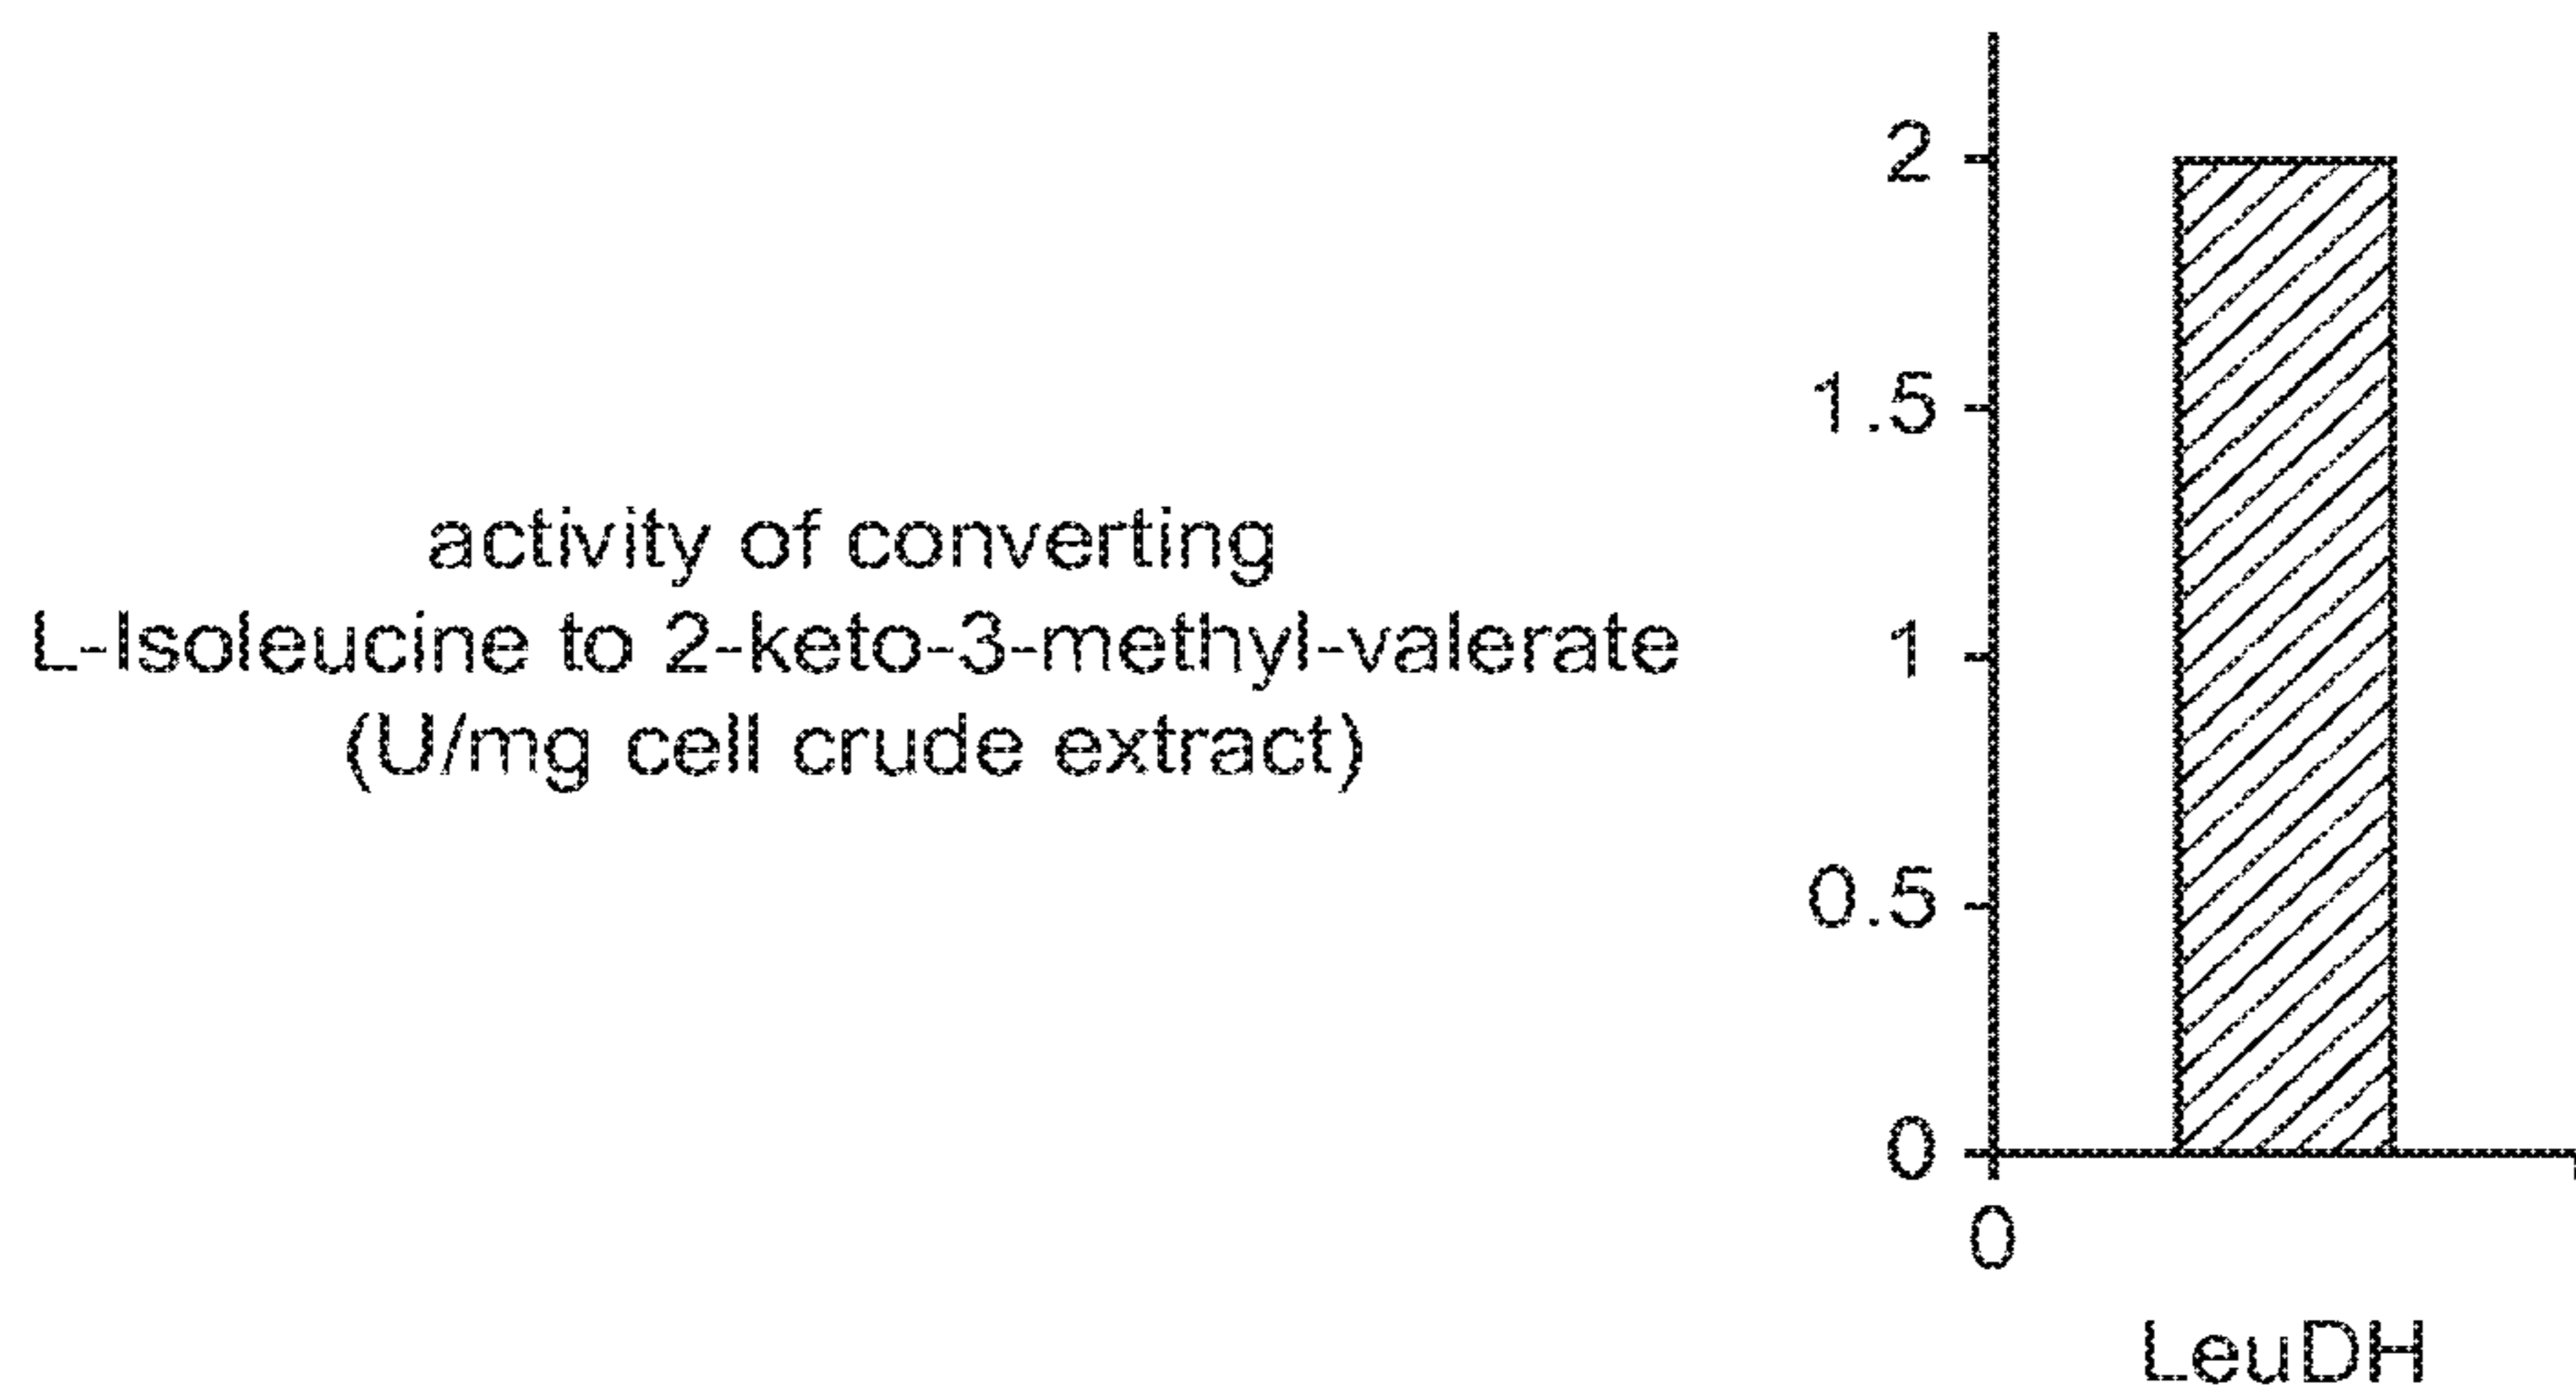 activity of converting
L-Isoleucine to 2-keto-3-methyl-valerate
(U/mg cell crude extract)
2
1.5
1
0.5
0
0
LeuDH